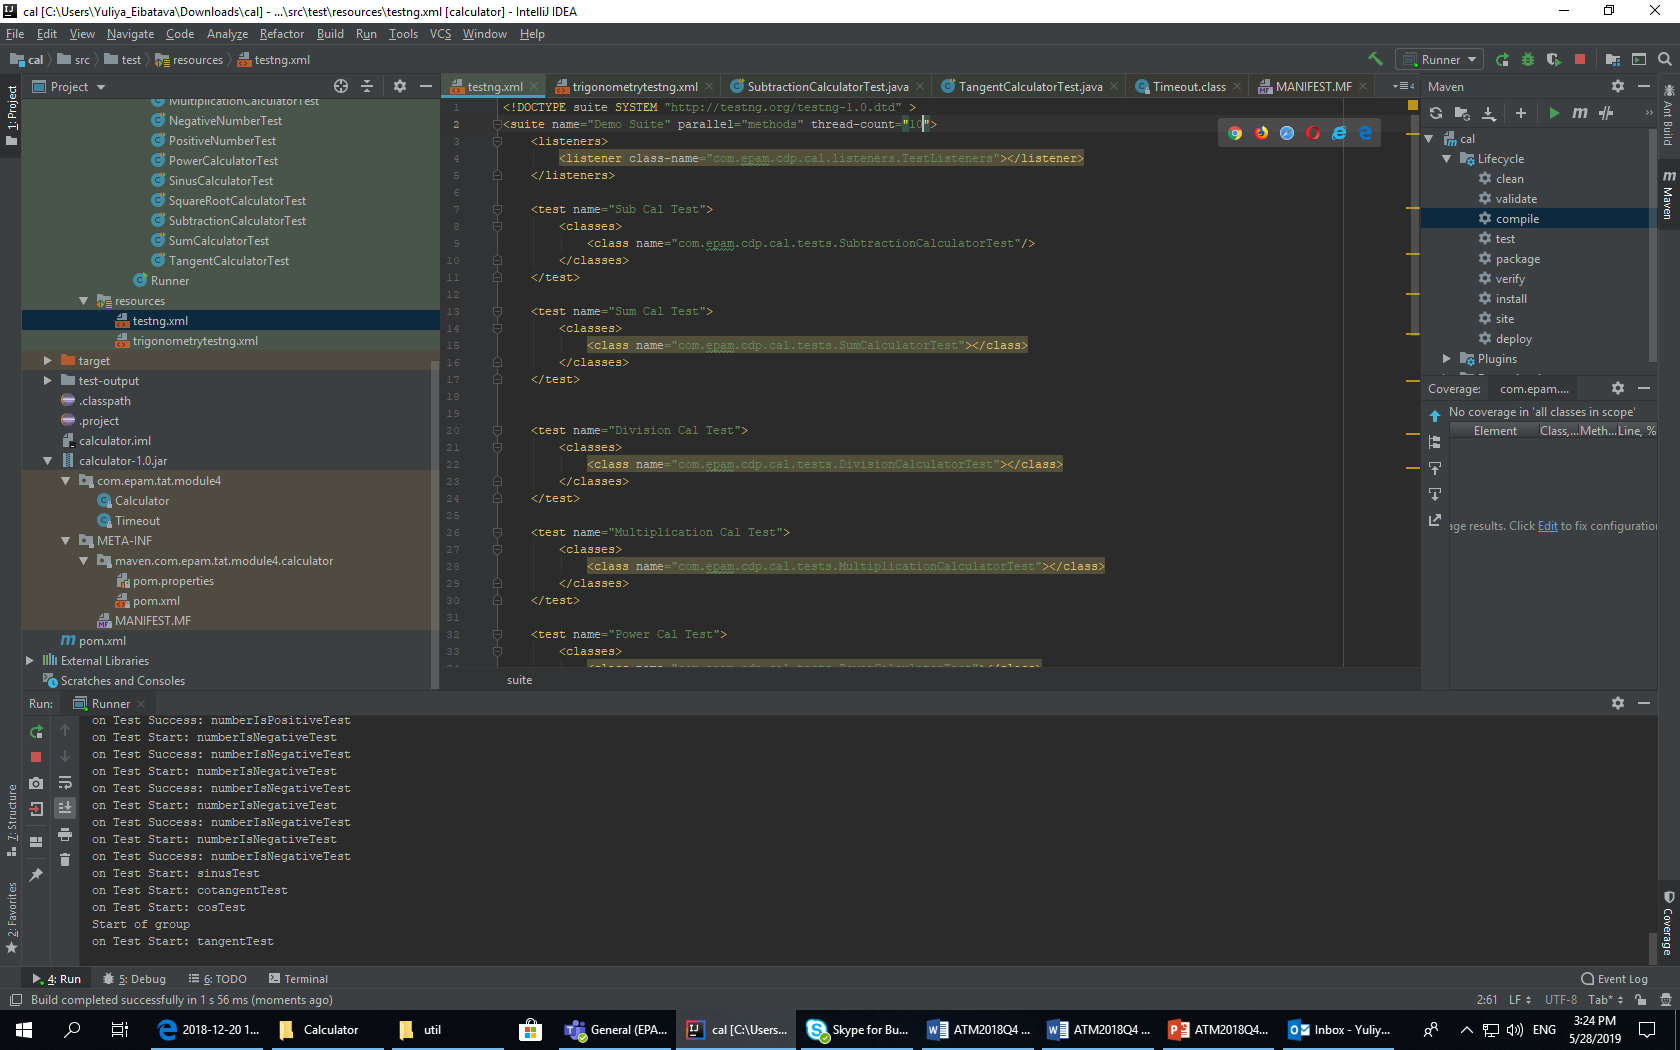 cal [C:\Users\Yuliya_Eibatava\Downloads\cal] - ...\src\test\resources\testng.xml [calculator] - IntelliJ IDEA
File Edit View Navigate Code Analyze Refactor Build Run Tools VCS Window Help
cal src test resources testng.xml
Runner
1: Project
Project
MultiplicationCalculatorTest
NegativeNumberTest
PositiveNumberTest
PowerCalculatorTest
SinusCalculatorTest
SquareRootCalculatorTest
SubtractionCalculatorTest
SumCalculatorTest
TangentCalculatorTest
Runner
resources
testng.xml
trigonometrytestng.xml
target
test-output
.classpath
.project
calculator.iml
calculator-1.0.jar
com.epam.tat.module4
Calculator
Timeout
META-INF
maven.com.epam.tat.module4.calculator
pom.properties
pom.xml
MANIFEST.MF
pom.xml
External Libraries
Scratches and Consoles
testng.xml trigonometrytestng.xml SubtractionCalculatorTest.java TangentCalculatorTest.java Timeout.class MANIFEST.MF
1 <!DOCTYPE suite SYSTEM "http://testng.org/testng-1.0.dtd" >
2 <suite name="Demo Suite" parallel="methods" thread-count="10">
3 <listeners>
4 <listener class-name="com.epam.cdp.cal.listeners.TestListeners"></listener>
5 </listeners>
6
7 <test name="Sub Cal Test">
8 <classes>
9 <class name="com.epam.cdp.cal.tests.SubtractionCalculatorTest"/>
10 </classes>
11 </test>
12
13 <test name="Sum Cal Test">
14 <classes>
15 <class name="com.epam.cdp.cal.tests.SumCalculatorTest"></class>
16 </classes>
17 </test>
18
19
20 <test name="Division Cal Test">
21 <classes>
22 <class name="com.epam.cdp.cal.tests.DivisionCalculatorTest"></class>
23 </classes>
24 </test>
25
26 <test name="Multiplication Cal Test">
27 <classes>
28 <class name="com.epam.cdp.cal.tests.MultiplicationCalculatorTest"></class>
29 </classes>
30 </test>
31
32 <test name="Power Cal Test">
33 <classes>
<class name="com.epam.cdp.cal.tests.PowerCalculatorTest"></class>
suite
Maven
cal
Lifecycle
clean
validate
compile
test
package
verify
install
site
deploy
Plugins
Coverage: com.epam....
No coverage in 'all classes in scope'
Element Class,... Meth... Line, %
age results. Click Edit to fix configuration
Ant Build
Maven
Coverage
7: Structure
2: Favorites
Run: Runner
on Test Success: numberIsPositiveTest
on Test Start: numberIsNegativeTest
on Test Success: numberIsNegativeTest
on Test Start: numberIsNegativeTest
on Test Success: numberIsNegativeTest
on Test Start: numberIsNegativeTest
on Test Success: numberIsNegativeTest
on Test Start: numberIsNegativeTest
on Test Success: numberIsNegativeTest
on Test Start: sinusTest
on Test Start: cotangentTest
on Test Start: cosTest
Start of group
on Test Start: tangentTest
4: Run 5: Debug 6: TODO Terminal Event Log
Build completed successfully in 1 s 56 ms (moments ago) 2:61 LF UTF-8 Tab*
2018-12-20 1... Calculator util General (EPA... cal [C:\Users... Skype for Bu... ATM2018Q4 ... ATM2018Q4 ... ATM2018Q4... Inbox - Yuliy... ENG 3:24 PM
5/28/2019